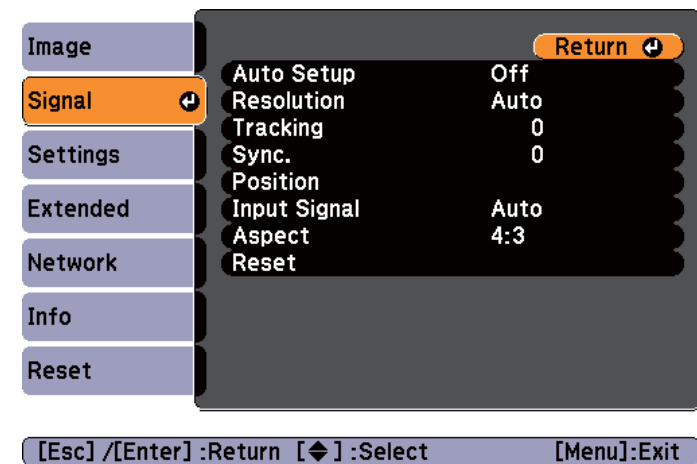 Image
Signal
Settings
Extended
Network
Info
Reset
Return
Auto Setup Off
Resolution Auto
Tracking 0
Sync. 0
Position
Input Signal Auto
Aspect 4:3
Reset
[Esc] /[Enter] :Return [◆] :Select [Menu]:Exit